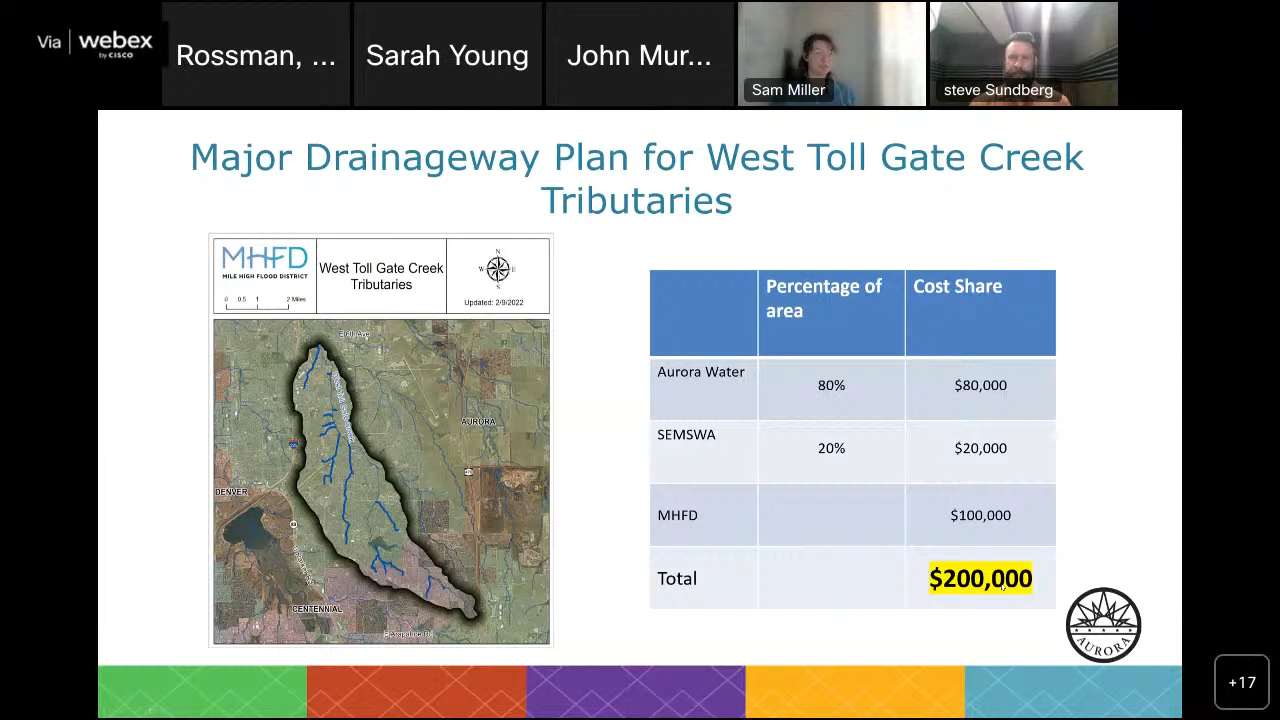 Via | webex
by CISCO
Rossman, ...
Sarah Young
John Mur...
Sam Miller
steve Sundberg
Major Drainageway Plan for West Toll Gate Creek
Tributaries
MHFD
MILE HIGH FLOOD DISTRICT
0 0.5 1 2 Miles
West Toll Gate Creek
Tributaries
N
W E
S
Updated: 2/9/2022
AURORA
DENVER
CENTENNIAL
Percentage of
area
Cost Share
Aurora Water
80%
$80,000
SEMSWA
20%
$20,000
MHFD
$100,000
Total
$200,000
AURORA
+17